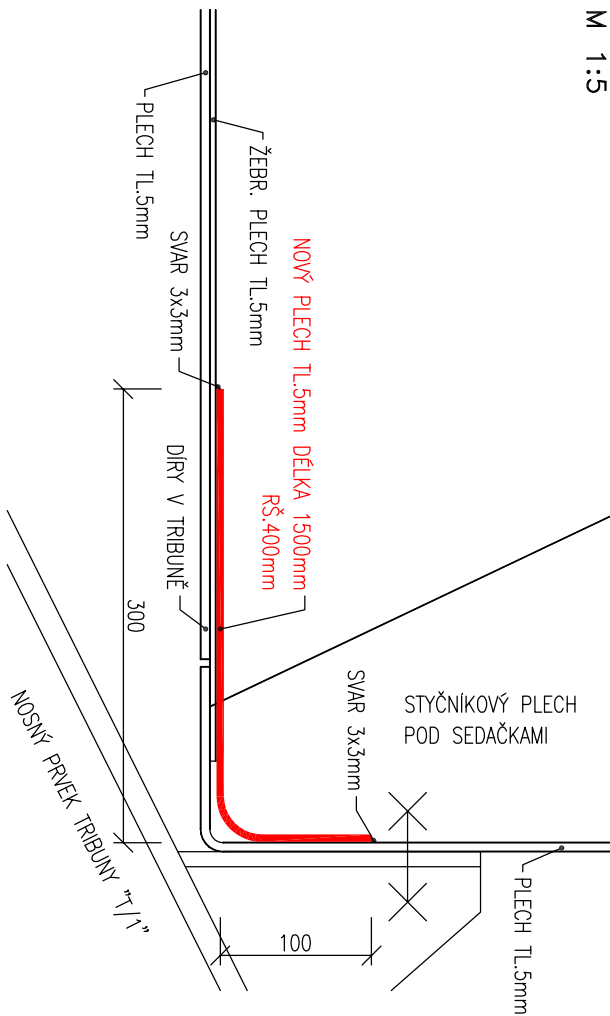 M 1:5
PLECH TL.5mm
ŽEBR. PLECH TL.5mm
SVAR 3x3mm
NOVÝ PLECH TL.5mm DÉLKA 1500mm
RŠ.400mm
DÍRY V TRIBUNĚ
300
NOSNÝ PRVEK TRIBUNY "T/1"
SVAR 3x3mm
STYČNÍKOVÝ PLECH
POD SEDAČKAMI
PLECH TL.5mm
100